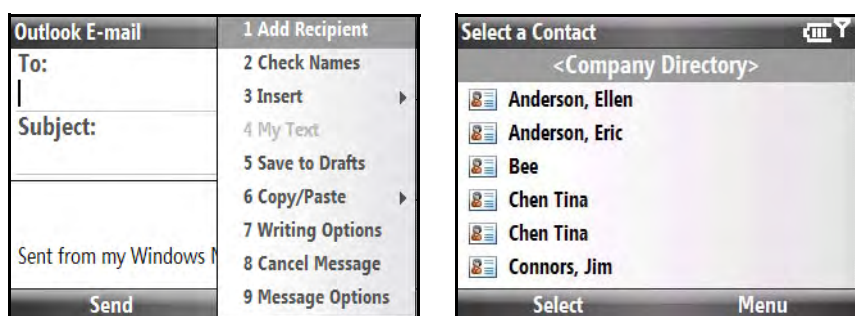 Outlook E-mail
To:
Subject:
Sent from my Windows
Send
1 Add Recipient
2 Check Names
3 Insert
4 My Text
5 Save to Drafts
6 Copy/Paste
7 Writing Options
8 Cancel Message
9 Message Options
Select a Contact
<Company Directory>
Anderson, Ellen
Anderson, Eric
Bee
Chen Tina
Chen Tina
Connors, Jim
Select
Menu